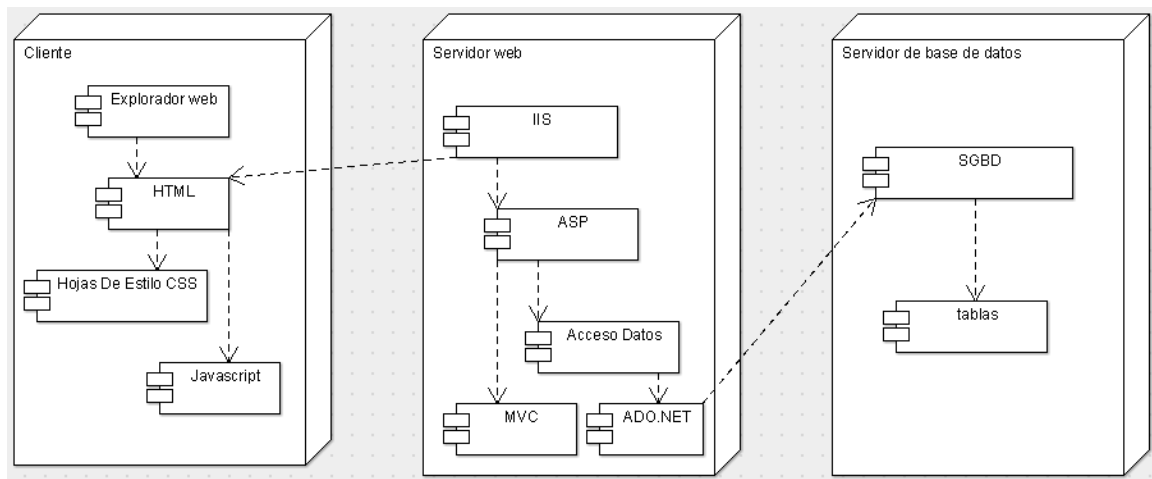 Cliente
Explorador web
HTML
Hojas De Estilo CSS
Javascript
Servidor web
IIS
ASP
Acceso Datos
MVC
ADO.NET
Servidor de base de datos
SGBD
tablas